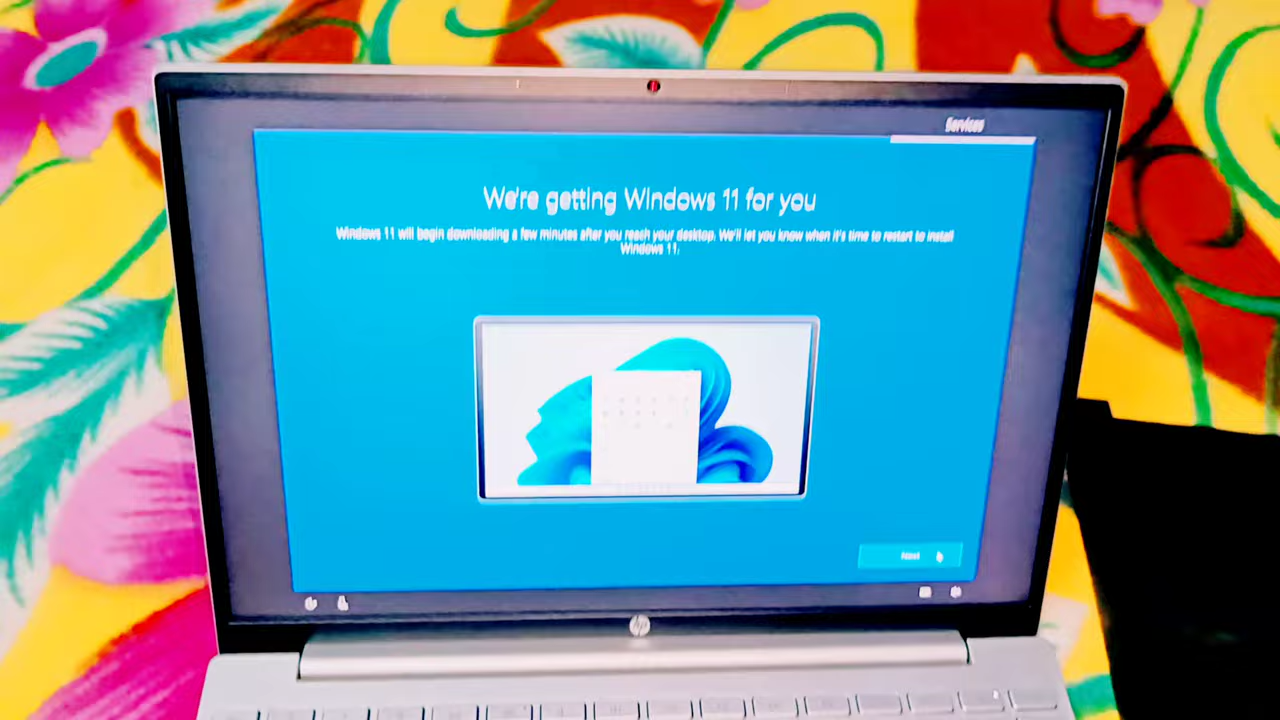 Services
We're getting Windows 11 for you
Windows 11 will begin downloading a few minutes after you reach your desktop. We'll let you know when it's time to restart to install
Windows 11.
Next
hp